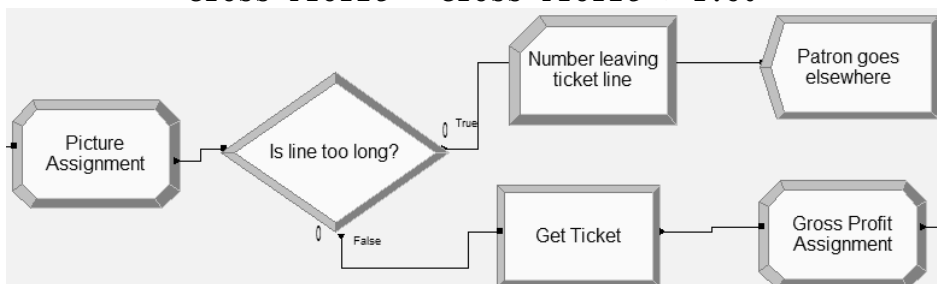 Picture
Assignment
Is line too long?
0
True
0
False
Number leaving
ticket line
Patron goes
elsewhere
Get Ticket
Gross Profit
Assignment